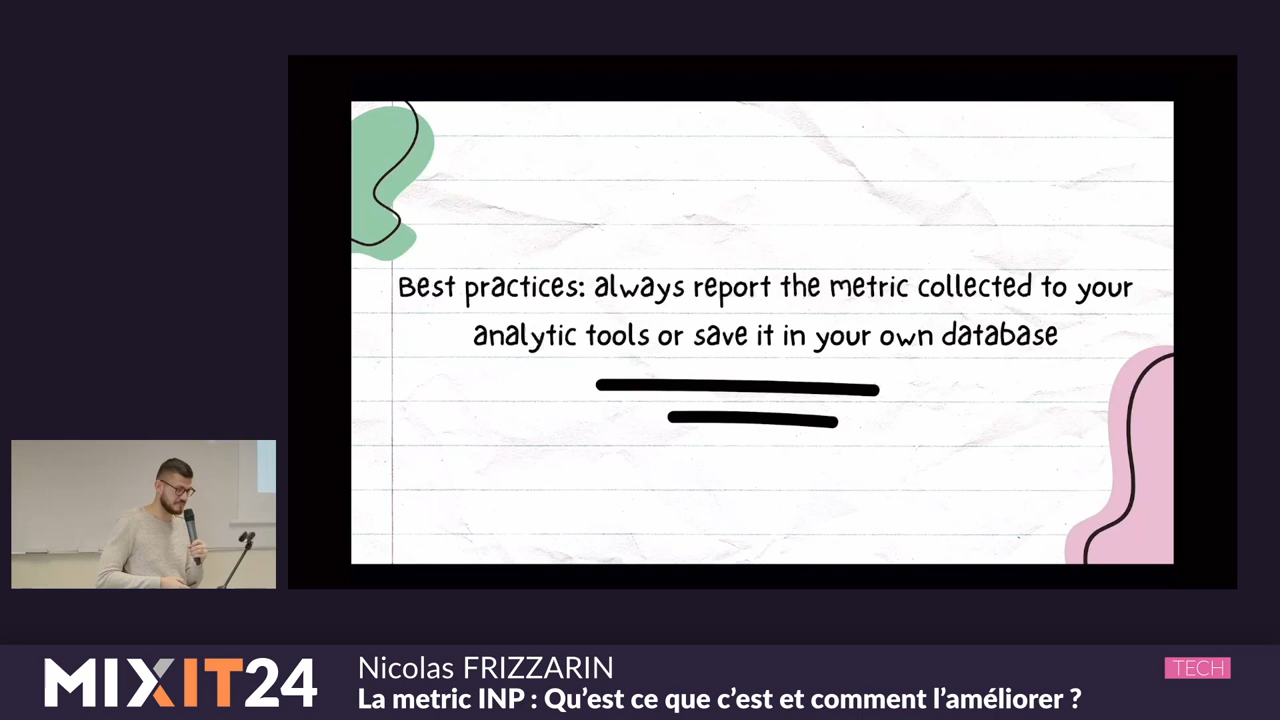 Best practices: always report the metric collected to your
analytic tools or save it in your own database
MIXIT24
Nicolas FRIZZARIN
La metric INP : Qu’est ce que c’est et comment l’améliorer ?
TECH